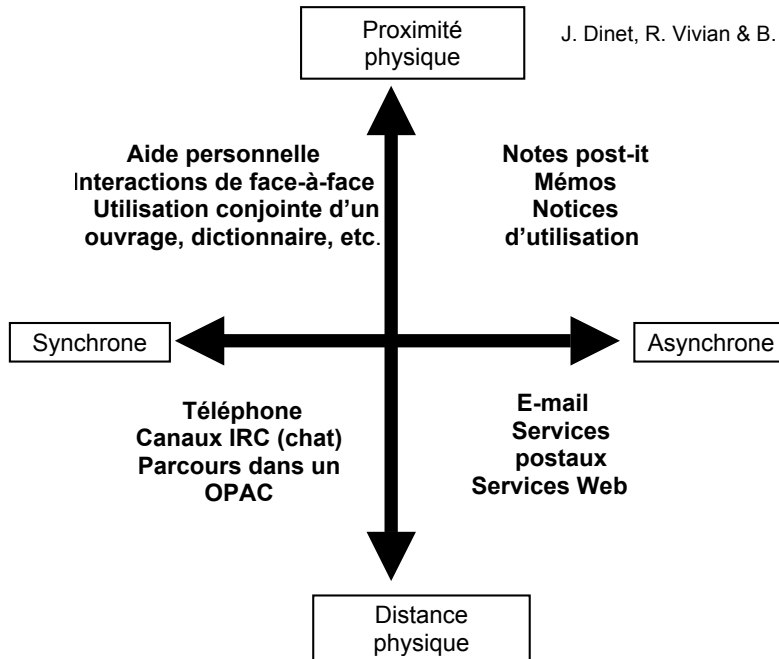 Proximité
physique
J. Dinet, R. Vivian & B.
Aide personnelle
Interactions de face-à-face
Utilisation conjointe d’un
ouvrage, dictionnaire, etc.
Notes post-it
Mémos
Notices
d’utilisation
Synchrone
Asynchrone
Téléphone
Canaux IRC (chat)
Parcours dans un
OPAC
E-mail
Services
postaux
Services Web
Distance
physique